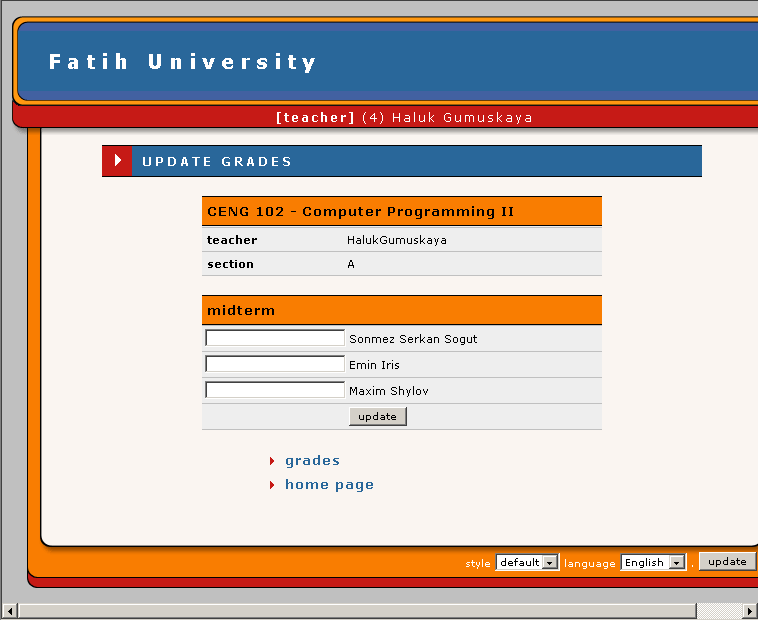 Fatih University
[teacher] (4) Haluk Gumuskaya
UPDATE GRADES
CENG 102 - Computer Programming II
teacher HalukGumuskaya
section A
midterm
Sonmez Serkan Sogut
Emin Iris
Maxim Shylov
update
grades
home page
style default language English . update